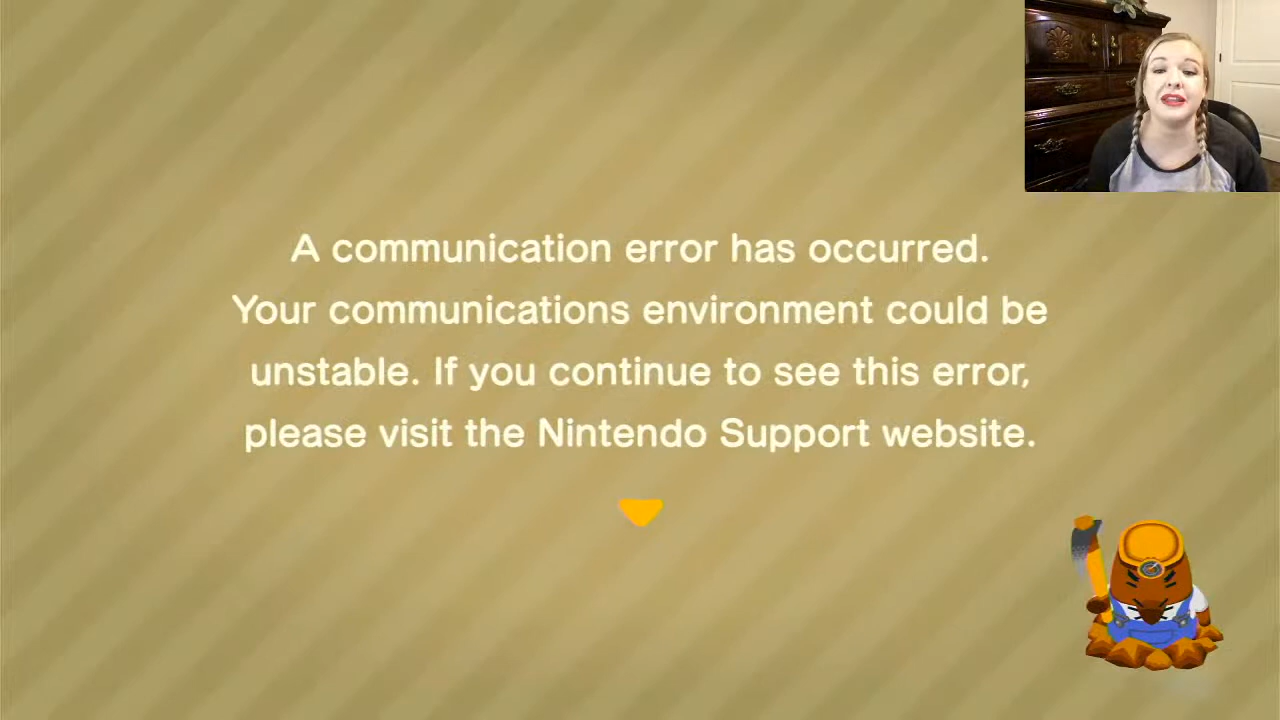 A communication error has occurred.
Your communications environment could be
unstable. If you continue to see this error,
please visit the Nintendo Support website.